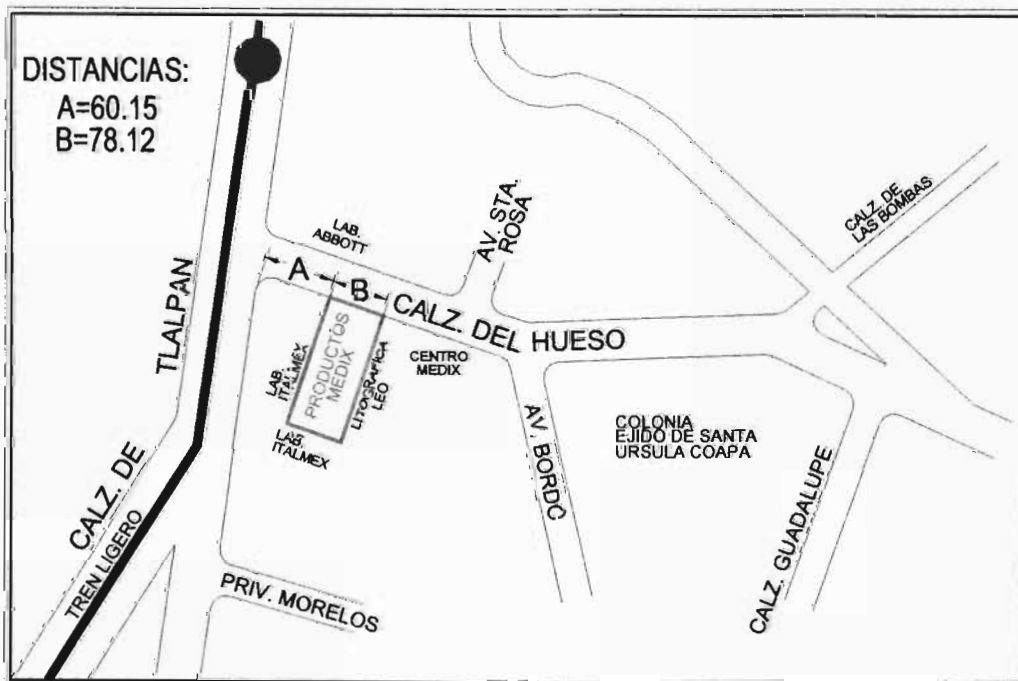 DISTANCIAS:
A=60.15
B=78.12
CALZ. DE
LAS BOMBAS
AV. STA.
ROSA
LAB.
ABBOTT
A
B
CALZ. DEL HUESO
CALZ. DE TLALPAN
TREN LIGERO
LAB.
ITALMEX
PRODUCTOS
MEDIX
LITOGRAFICA
LEO
CENTRO
MEDIX
LAB.
ITALMEX
AV. BORDO
COLONIA
EJIDO DE SANTA
URSULA COAPA
CALZ. GUADALUPE
PRIV. MORELOS